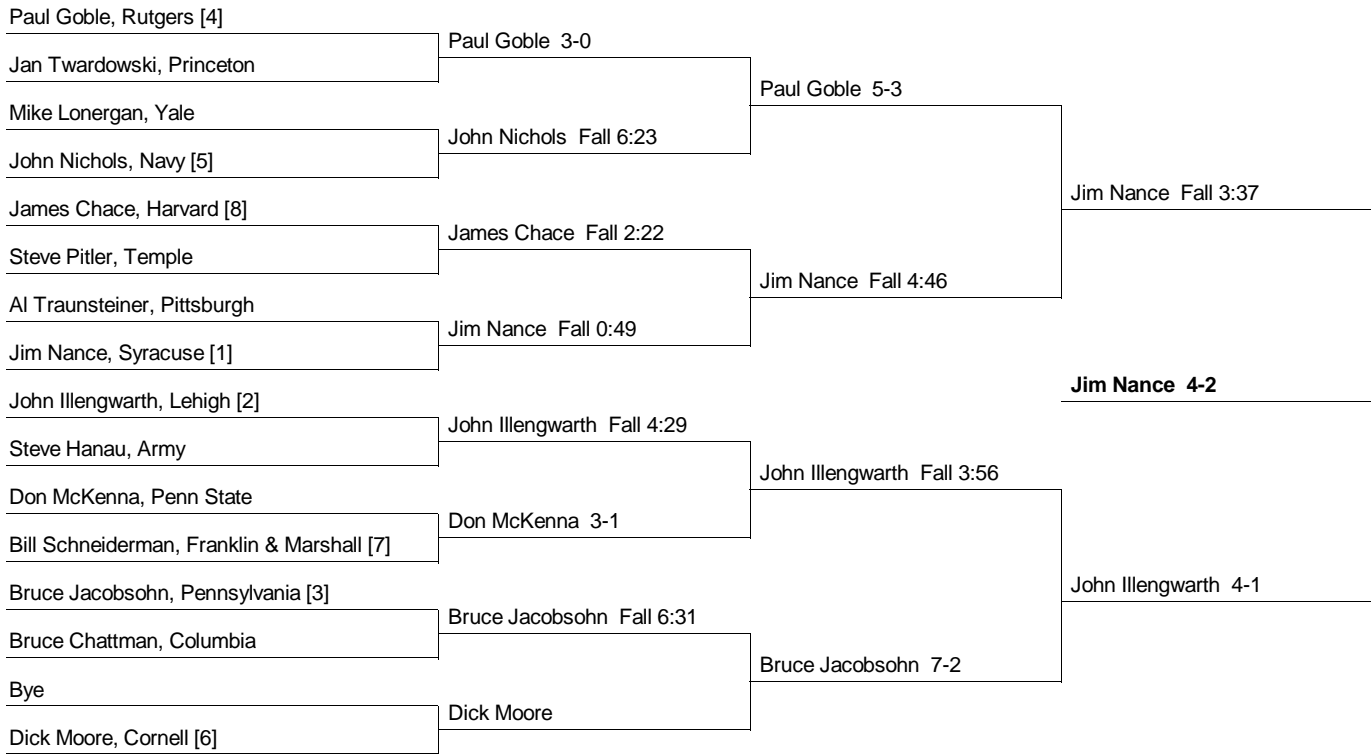 Paul Goble, Rutgers [4]
Jan Twardowski, Princeton
Mike Lonergan, Yale
John Nichols, Navy [5]
James Chace, Harvard [8]
Steve Pitler, Temple
Al Traunsteiner, Pittsburgh
Jim Nance, Syracuse [1]
John Illengwarth, Lehigh [2]
Steve Hanau, Army
Don McKenna, Penn State
Bill Schneiderman, Franklin & Marshall [7]
Bruce Jacobsohn, Pennsylvania [3]
Bruce Chattman, Columbia
Bye
Dick Moore, Cornell [6]
Paul Goble 3-0
John Nichols Fall 6:23
James Chace Fall 2:22
Jim Nance Fall 0:49
John Illengwarth Fall 4:29
Don McKenna 3-1
Bruce Jacobsohn Fall 6:31
Dick Moore
Paul Goble 5-3
Jim Nance Fall 4:46
John Illengwarth Fall 3:56
Bruce Jacobsohn 7-2
Jim Nance Fall 3:37
Jim Nance 4-2
John Illengwarth 4-1